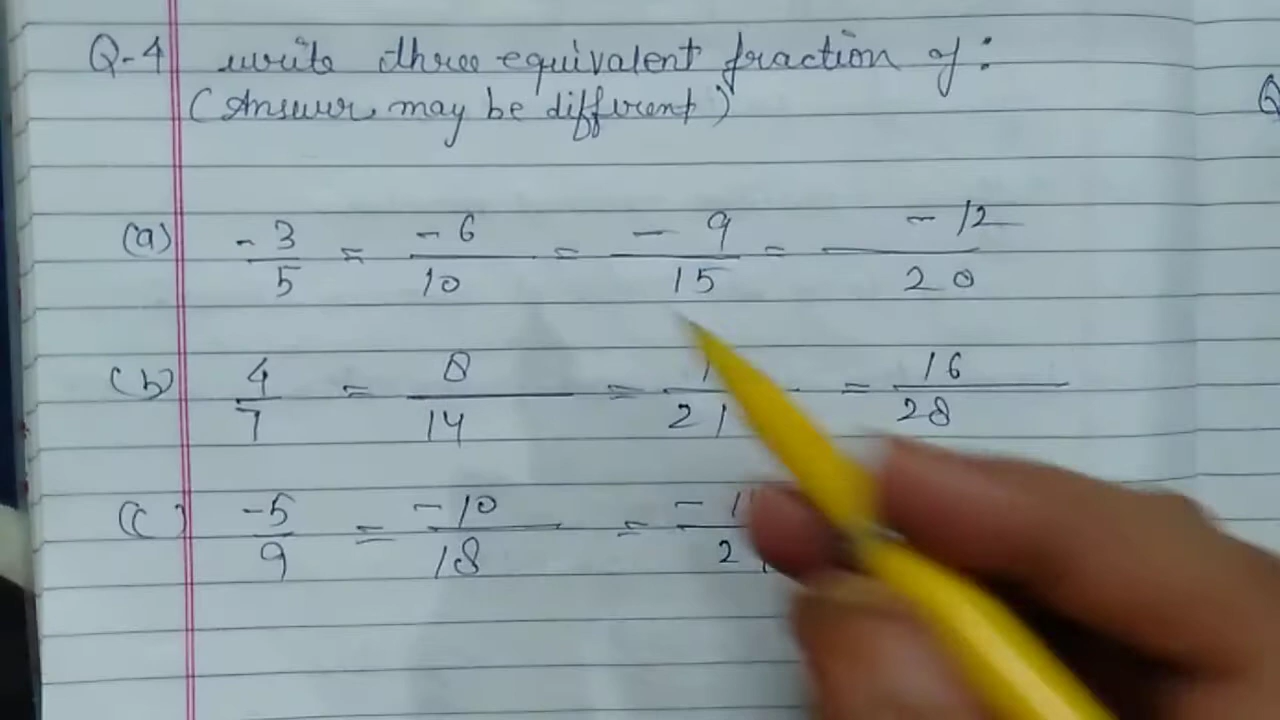 Q-4 write three equivalent fraction of :
(Answer may be different)
Q
(a) -3/5 = -6/10 = -9/15 = -12/20
(b) 4/7 = 8/14 = /21 = 16/28
(c) -5/9 = -10/18 =